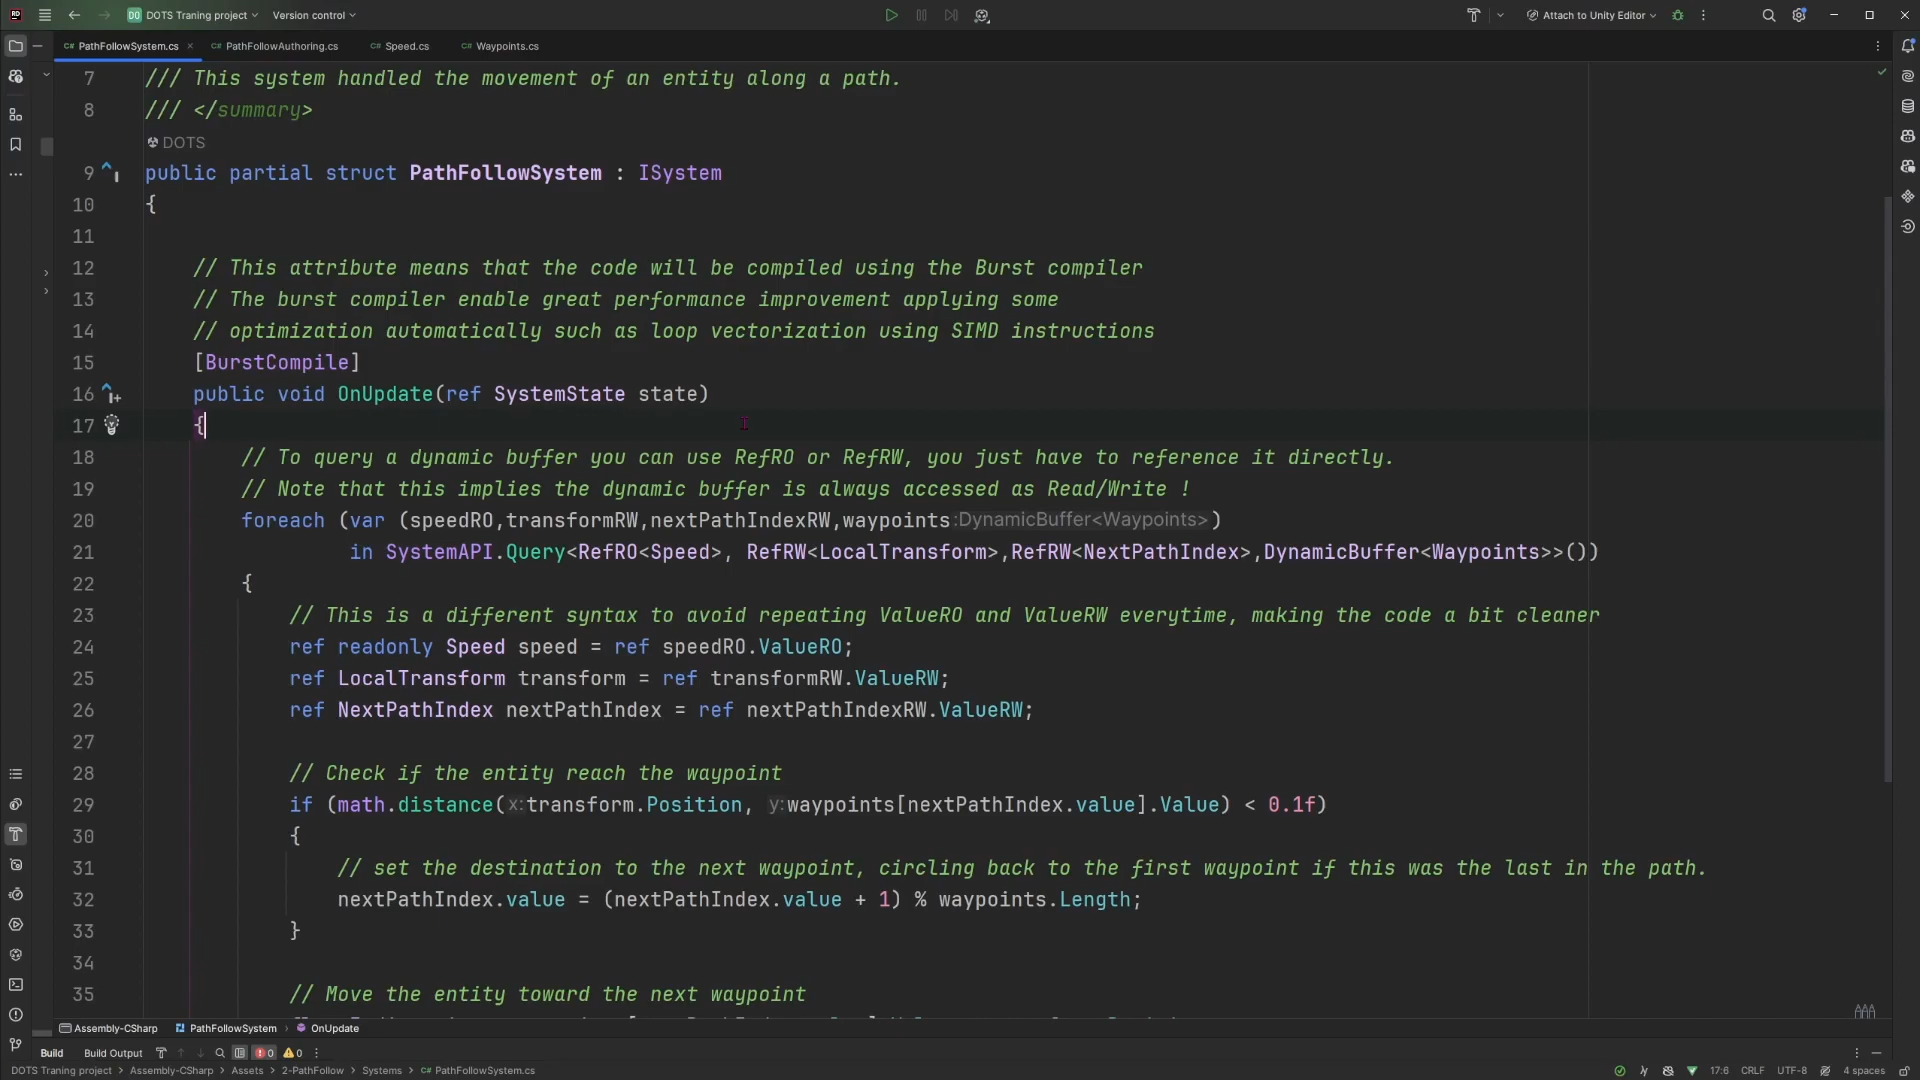 DO DOTS Traning project Version control Attach to Unity Editor
C# PathFollowSystem.cs C# PathFollowAuthoring.cs C# Speed.cs C# Waypoints.cs
7 /// This system handled the movement of an entity along a path.
8 /// </summary>
DOTS
9 public partial struct PathFollowSystem : ISystem
10 {
11
12 // This attribute means that the code will be compiled using the Burst compiler
13 // The burst compiler enable great performance improvement applying some
14 // optimization automatically such as loop vectorization using SIMD instructions
15 [BurstCompile]
16 public void OnUpdate(ref SystemState state)
17 {
18 // To query a dynamic buffer you can use RefRO or RefRW, you just have to reference it directly.
19 // Note that this implies the dynamic buffer is always accessed as Read/Write !
20 foreach (var (speedRO,transformRW,nextPathIndexRW,waypoints :DynamicBuffer<Waypoints> )
21 in SystemAPI.Query<RefRO<Speed>, RefRW<LocalTransform>,RefRW<NextPathIndex>,DynamicBuffer<Waypoints>>())
22 {
23 // This is a different syntax to avoid repeating ValueRO and ValueRW everytime, making the code a bit cleaner
24 ref readonly Speed speed = ref speedRO.ValueRO;
25 ref LocalTransform transform = ref transformRW.ValueRW;
26 ref NextPathIndex nextPathIndex = ref nextPathIndexRW.ValueRW;
27
28 // Check if the entity reach the waypoint
29 if (math.distance( x: transform.Position, y: waypoints[nextPathIndex.value].Value) < 0.1f)
30 {
31 // set the destination to the next waypoint, circling back to the first waypoint if this was the last in the path.
32 nextPathIndex.value = (nextPathIndex.value + 1) % waypoints.Length;
33 }
34
35 // Move the entity toward the next waypoint
Assembly-CSharp PathFollowSystem › OnUpdate
Build Build Output 0 0
DOTS Traning project › Assembly-CSharp › Assets › 2-PathFollow › Systems › C# PathFollowSystem.cs 17:6 CRLF UTF-8 4 spaces